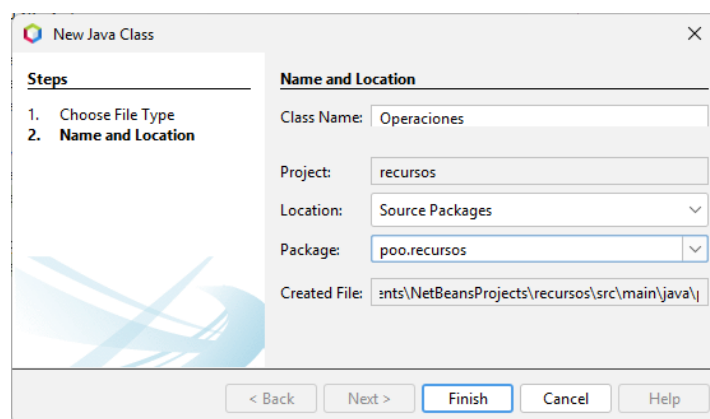 New Java Class
Steps
1. Choose File Type
2. Name and Location
Name and Location
Class Name: Operaciones
Project: recursos
Location: Source Packages
Package: poo.recursos
Created File: ents\NetBeansProjects\recursos\src\main\java\
< Back Next > Finish Cancel Help